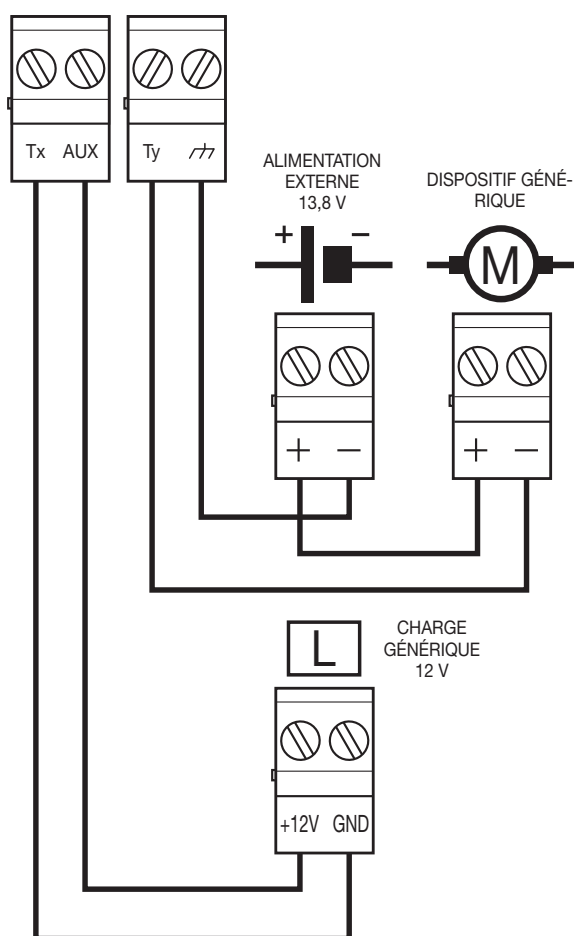 Tx AUX
Ty
ALIMENTATION
EXTERNE
13,8 V
+ −
DISPOSITIF GÉNÉ-
RIQUE
M
+ −
+ −
L
CHARGE
GÉNÉRIQUE
12 V
+12V GND